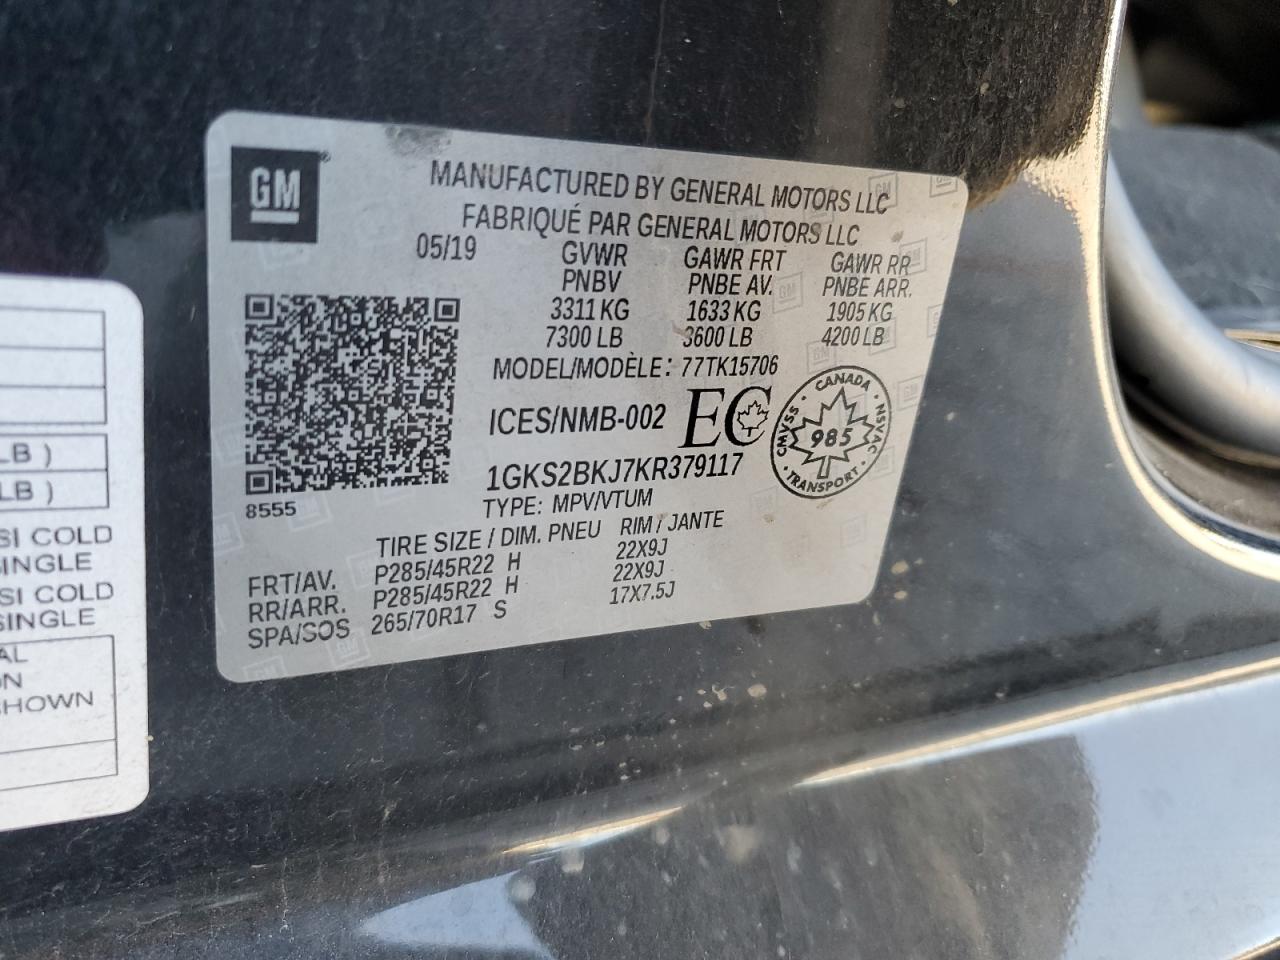 LB )
LB )
SI COLD
SINGLE
SI COLD
SINGLE
AL
ON
SHOWN
GM
MANUFACTURED BY GENERAL MOTORS LLC
FABRIQUÉ PAR GENERAL MOTORS LLC
05/19 GVWR GAWR FRT GAWR RR
PNBV PNBE AV. PNBE ARR.
3311 KG 1633 KG 1905 KG
7300 LB 3600 LB 4200 LB
MODEL/MODÈLE: 77TK15706
ICES/NMB-002 EC
CANADA
CMVSS · NSVAC
985
TRANSPORT
1GKS2BKJ7KR379117
8555
TYPE: MPV/VTUM
TIRE SIZE / DIM. PNEU RIM / JANTE
FRT/AV. P285/45R22 H 22X9J
RR/ARR. P285/45R22 H 22X9J
SPA/SOS 265/70R17 S 17X7.5J